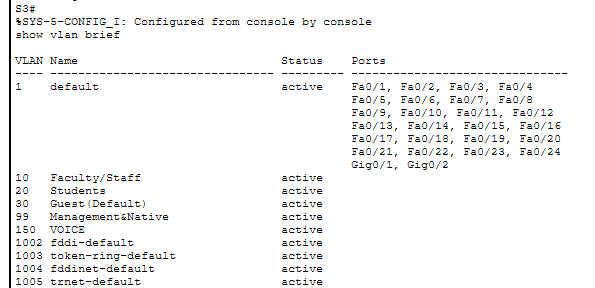 S3#
%SYS-5-CONFIG_I: Configured from console by console
show vlan brief
VLAN Name                             Status    Ports
---- -------------------------------- --------- -------------------------------
1    default                          active    Fa0/1, Fa0/2, Fa0/3, Fa0/4
                                                Fa0/5, Fa0/6, Fa0/7, Fa0/8
                                                Fa0/9, Fa0/10, Fa0/11, Fa0/12
                                                Fa0/13, Fa0/14, Fa0/15, Fa0/16
                                                Fa0/17, Fa0/18, Fa0/19, Fa0/20
                                                Fa0/21, Fa0/22, Fa0/23, Fa0/24
                                                Gig0/1, Gig0/2
10   Faculty/Staff                    active
20   Students                         active
30   Guest(Default)                   active
99   Management&Native                active
150  VOICE                            active
1002 fddi-default                     active
1003 token-ring-default               active
1004 fddinet-default                  active
1005 trnet-default                    active